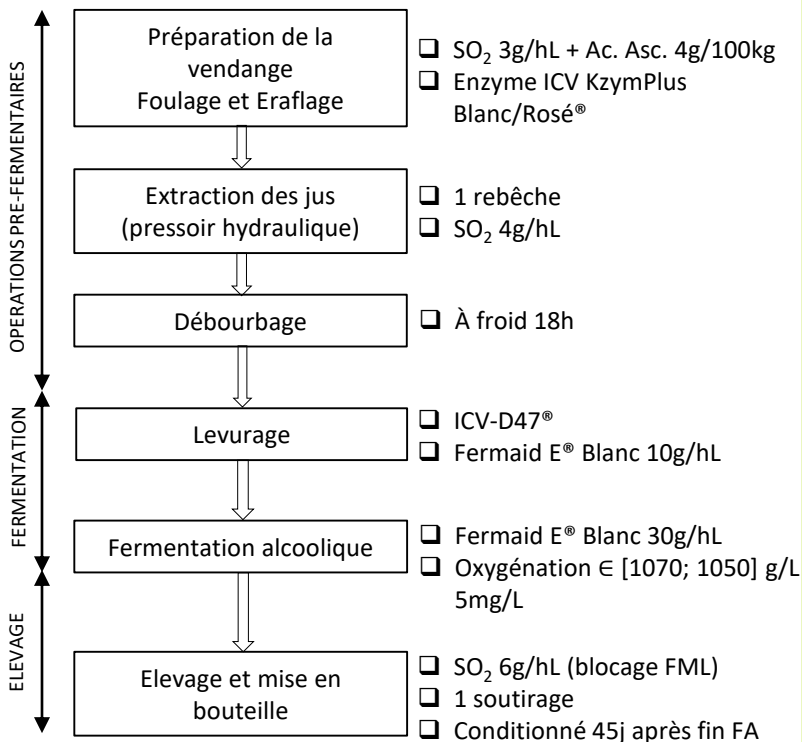 OPERATIONS PRE-FERMENTAIRES
Préparation de la
vendange
Foulage et Eraflage
❑ SO₂ 3g/hL + Ac. Asc. 4g/100kg
❑ Enzyme ICV KzymPlus
Blanc/Rosé®
Extraction des jus
(pressoir hydraulique)
❑ 1 rebêche
❑ SO₂ 4g/hL
Débourbage
❑ À froid 18h
FERMENTATION
Levurage
❑ ICV-D47®
❑ Fermaid E® Blanc 10g/hL
Fermentation alcoolique
❑ Fermaid E® Blanc 30g/hL
❑ Oxygénation ∈ [1070; 1050] g/L
5mg/L
ELEVAGE
Elevage et mise en
bouteille
❑ SO₂ 6g/hL (blocage FML)
❑ 1 soutirage
❑ Conditionné 45j après fin FA